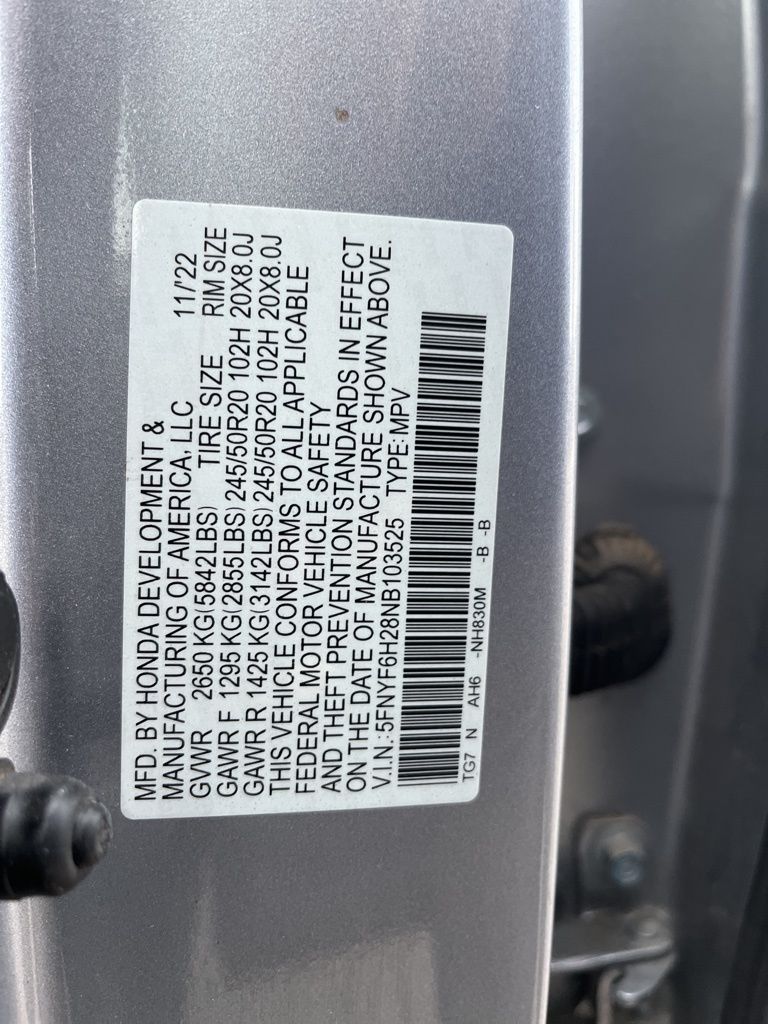 MFD. BY HONDA DEVELOPMENT &
MANUFACTURING OF AMERICA, LLC 11/'22
GVWR 2650 KG(5842LBS) TIRE SIZE RIM SIZE
GAWR F 1295 KG(2855LBS) 245/50R20 102H 20X8.0J
GAWR R 1425 KG(3142LBS) 245/50R20 102H 20X8.0J
THIS VEHICLE CONFORMS TO ALL APPLICABLE
FEDERAL MOTOR VEHICLE SAFETY
AND THEFT PREVENTION STANDARDS IN EFFECT
ON THE DATE OF MANUFACTURE SHOWN ABOVE.
V.I.N.: 5FNYF6H28NB103525 TYPE: MPV
TG7 N AH6 -NH830M -B -B